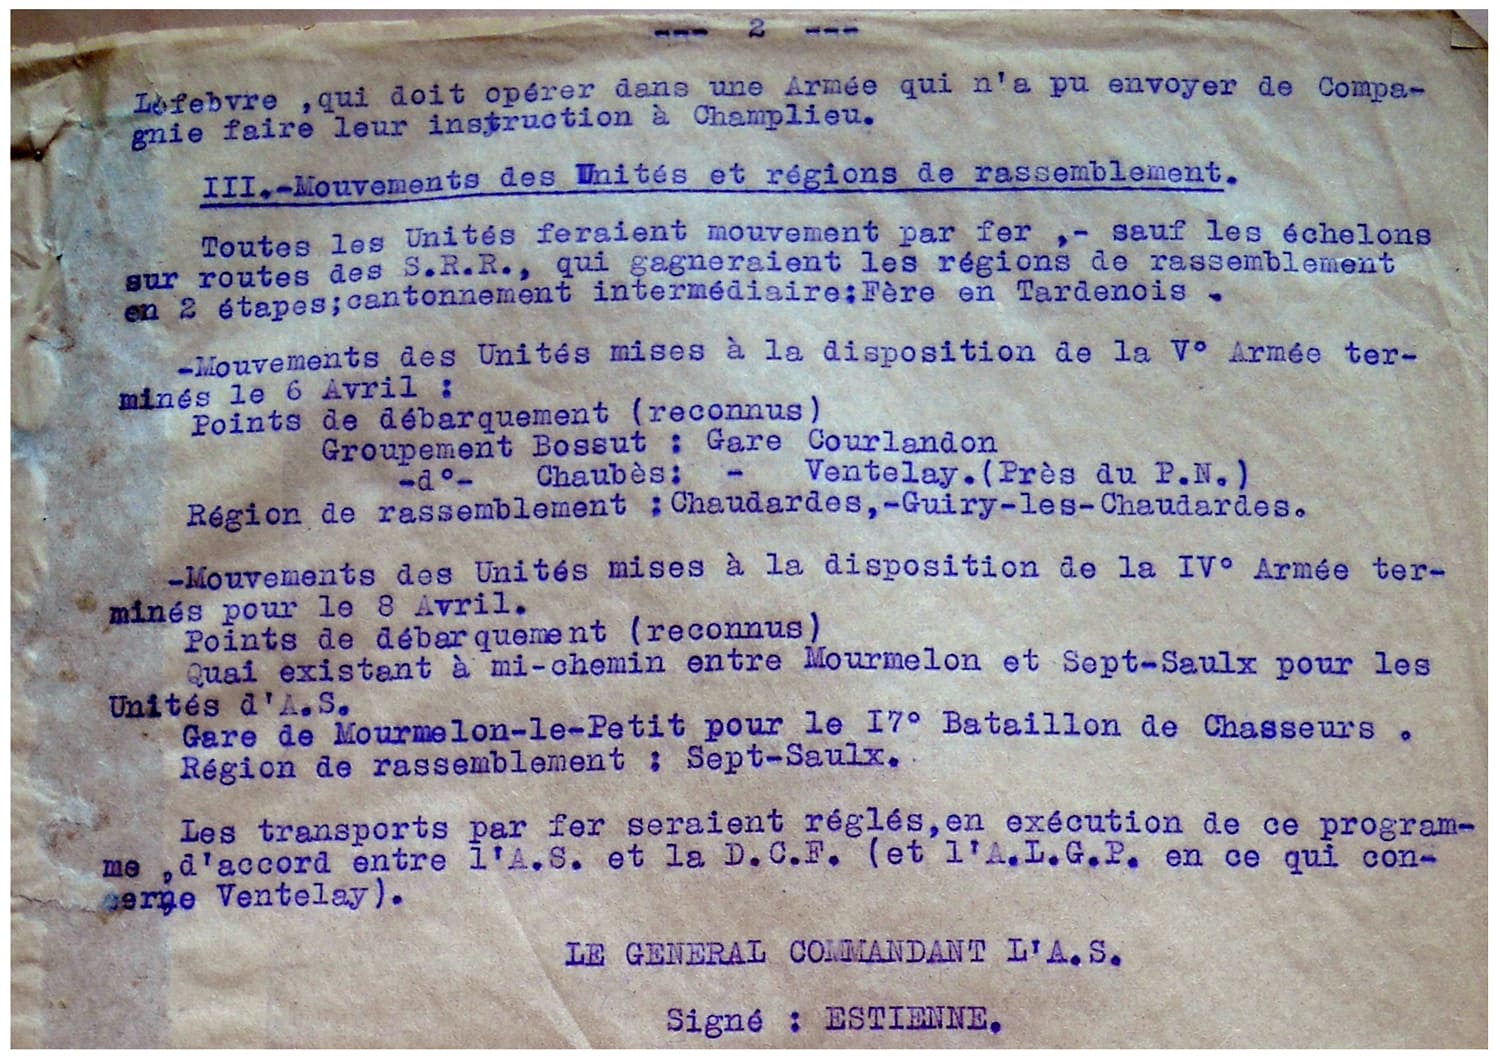 --- 2 ---
Lefebvre ,qui doit opérer dans une Armée qui n'a pu envoyer de Compa-
gnie faire leur instruction à Champlieu.
III.-Mouvements des Unités et régions de rassemblement.
Toutes les Unités feraient mouvement par fer ,- sauf les échelons
sur routes des S.R.R., qui gagneraient les régions de rassemblement
en 2 étapes;cantonnement intermédiaire:Fère en Tardenois .
-Mouvements des Unités mises à la disposition de la V° Armée ter-
minés le 6 Avril :
Points de débarquement (reconnus)
Groupement Bossut : Gare Courlandon
-d°- Chaubès: - Ventelay.(Près du P.N.)
Région de rassemblement : Chaudardes,-Guiry-les-Chaudardes.
-Mouvements des Unités mises à la disposition de la IV° Armée ter-
minés pour le 8 Avril.
Points de débarquement (reconnus)
Quai existant à mi-chemin entre Mourmelon et Sept-Saulx pour les
Unités d'A.S.
Gare de Mourmelon-le-Petit pour le I7° Bataillon de Chasseurs .
Région de rassemblement : Sept-Saulx.
Les transports par fer seraient réglés,en exécution de ce program-
me ,d'accord entre l'A.S. et la D.C.F. (et l'A.L.G.P. en ce qui con-
cerne Ventelay).
LE GENERAL COMMANDANT L'A.S.
Signé : ESTIENNE.